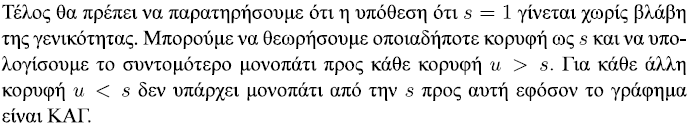 Τέλος θα πρέπει να παρατηρήσουμε ότι η υπόθεση ότι s = 1 γίνεται χωρίς βλάβη
της γενικότητας. Μπορούμε να θεωρήσουμε οποιαδήποτε κορυφή ως s και να υπο-
λογίσουμε το συντομότερο μονοπάτι προς κάθε κορυφή u > s. Για κάθε άλλη
κορυφή u < s δεν υπάρχει μονοπάτι από την s προς αυτή εφόσον το γράφημα
είναι ΚΑΓ.